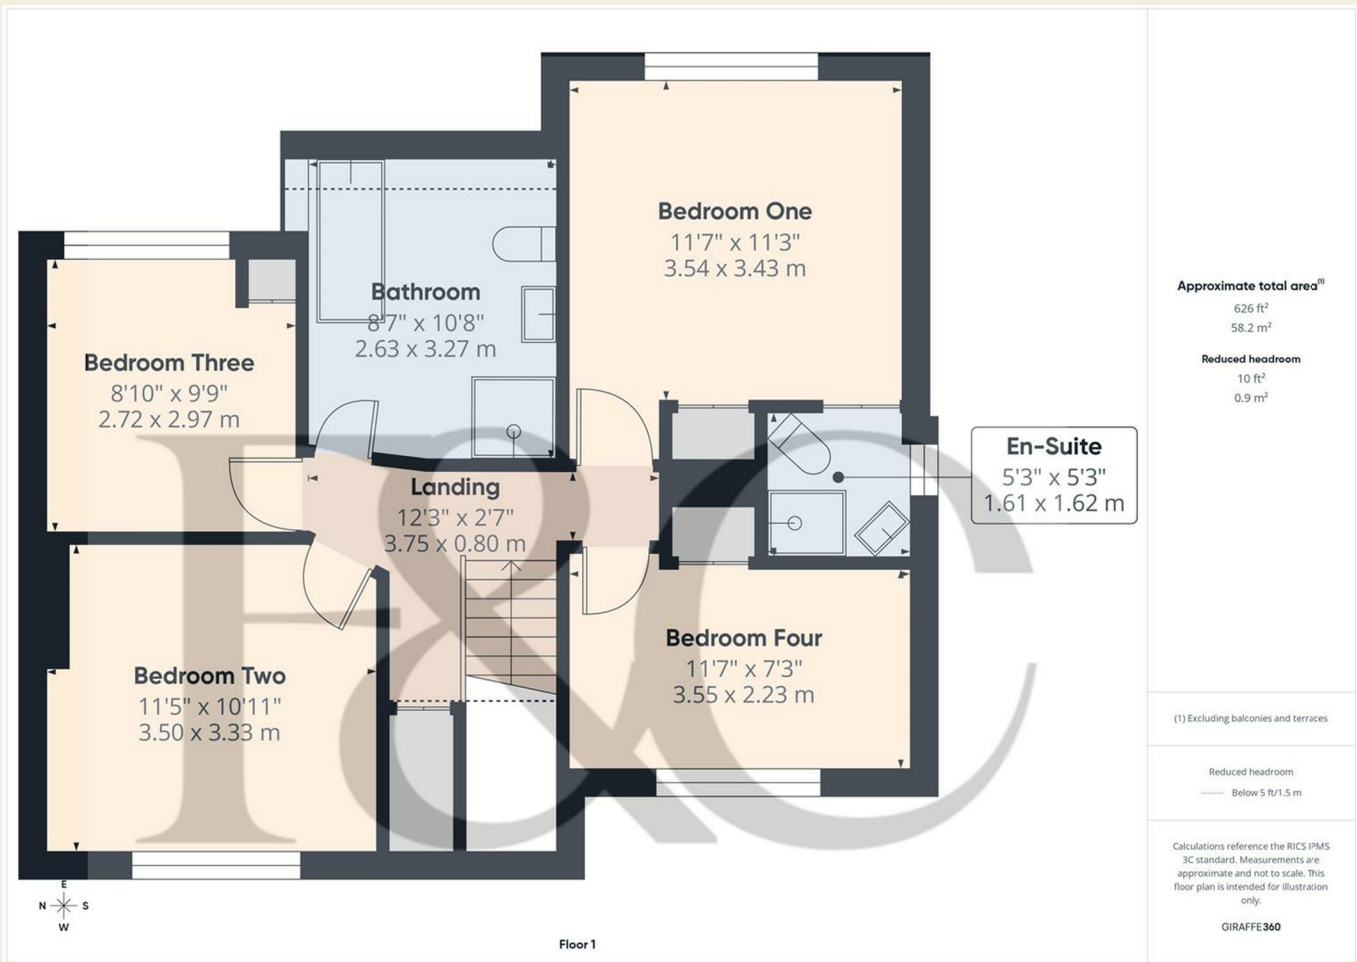 Bedroom One
11'7" x 11'3"
3.54 x 3.43 m
Bathroom
8'7" x 10'8"
2.63 x 3.27 m
Bedroom Three
8'10" x 9'9"
2.72 x 2.97 m
En-Suite
5'3" x 5'3"
1.61 x 1.62 m
Landing
12'3" x 2'7"
3.75 x 0.80 m
Bedroom Four
11'7" x 7'3"
3.55 x 2.23 m
Bedroom Two
11'5" x 10'11"
3.50 x 3.33 m
F&C
E
N S
W
Floor 1
Approximate total area(1)
626 ft²
58.2 m²
Reduced headroom
10 ft²
0.9 m²
(1) Excluding balconies and terraces
Reduced headroom
Below 5 ft/1.5 m
Calculations reference the RICS IPMS
3C standard. Measurements are
approximate and not to scale. This
floor plan is intended for illustration
only.
GIRAFFE360